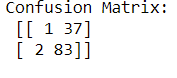 Confusion Matrix:
[[ 1 37]
[ 2 83]]